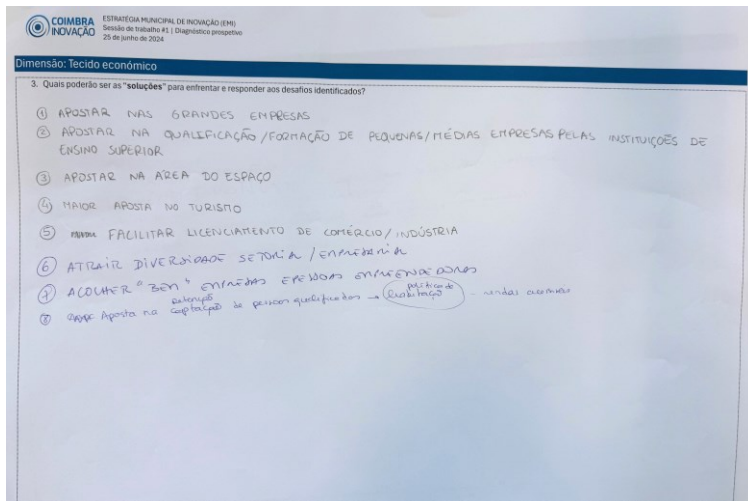 COIMBRA
INOVAÇÃO
ESTRATÉGIA MUNICIPAL DE INOVAÇÃO (EMI)
Sessão de trabalho #1 | Diagnóstico prospetivo
25 de junho de 2024
Dimensão: Tecido económico
3. Quais poderão ser as "soluções" para enfrentar e responder aos desafios identificados?
① APOSTAR NAS GRANDES EMPRESAS
② APOSTAR NA QUALIFICAÇÃO/FORMAÇÃO DE PEQUENAS/MÉDIAS EMPRESAS PELAS INSTITUIÇÕES DE
ENSINO SUPERIOR
③ APOSTAR NA ÁREA DO ESPAÇO
④ MAIOR APOSTA NO TURISMO
⑤ FACILITAR LICENCIAMENTO DE COMÉRCIO/INDÚSTRIA
⑥ ATRAIR DIVERSIDADE SETORIAL / EMPRESARIAL
⑦ ACOLHER "BEM" EMPRESAS E PESSOAS EMPREENDEDORAS
retenção políticas de
⑧ Aposta na captação de pessoas qualificadas → habitação - rendas